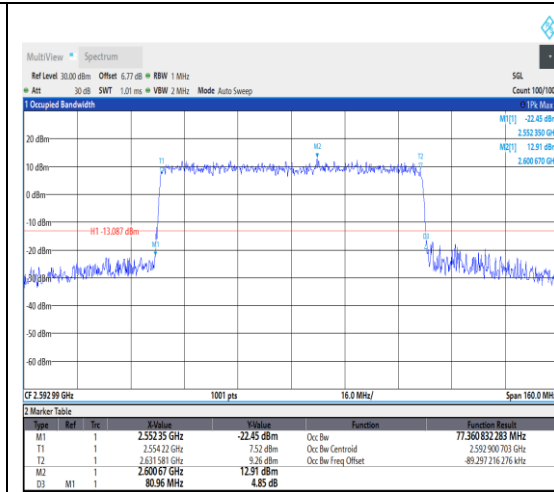 MultiView Spectrum
Ref Level 30.00 dBm Offset 6.77 dB RBW 1 MHz SGL
Att 30 dB SWT 1.01 ms VBW 2 MHz Mode Auto Sweep Count 100/100
1 Occupied Bandwidth 1Pk Max
M1[1] -22.45 dBm
2.552 350 GHz
M2[1] 12.91 dBm
2.600 670 GHz
M2
T1
T2
20 dBm
10 dBm
0 dBm
-10 dBm
H1 -13.087 dBm
M1
D3
-20 dBm
-30 dBm
-40 dBm
-50 dBm
-60 dBm
CF 2.592 99 GHz 1001 pts 16.0 MHz/ Span 160.0 MHz
2 Marker Table
Type Ref Trc X-Value Y-Value Function Function Result
M1 1 2.552 35 GHz -22.45 dBm Occ Bw 77.360 832 283 MHz
T1 1 2.554 22 GHz 7.52 dBm Occ Bw Centroid 2.592 900 703 GHz
T2 1 2.631 581 GHz 9.26 dBm Occ Bw Freq Offset -89.297 216 276 kHz
M2 1 2.600 67 GHz 12.91 dBm
D3 M1 1 80.96 MHz 4.85 dB